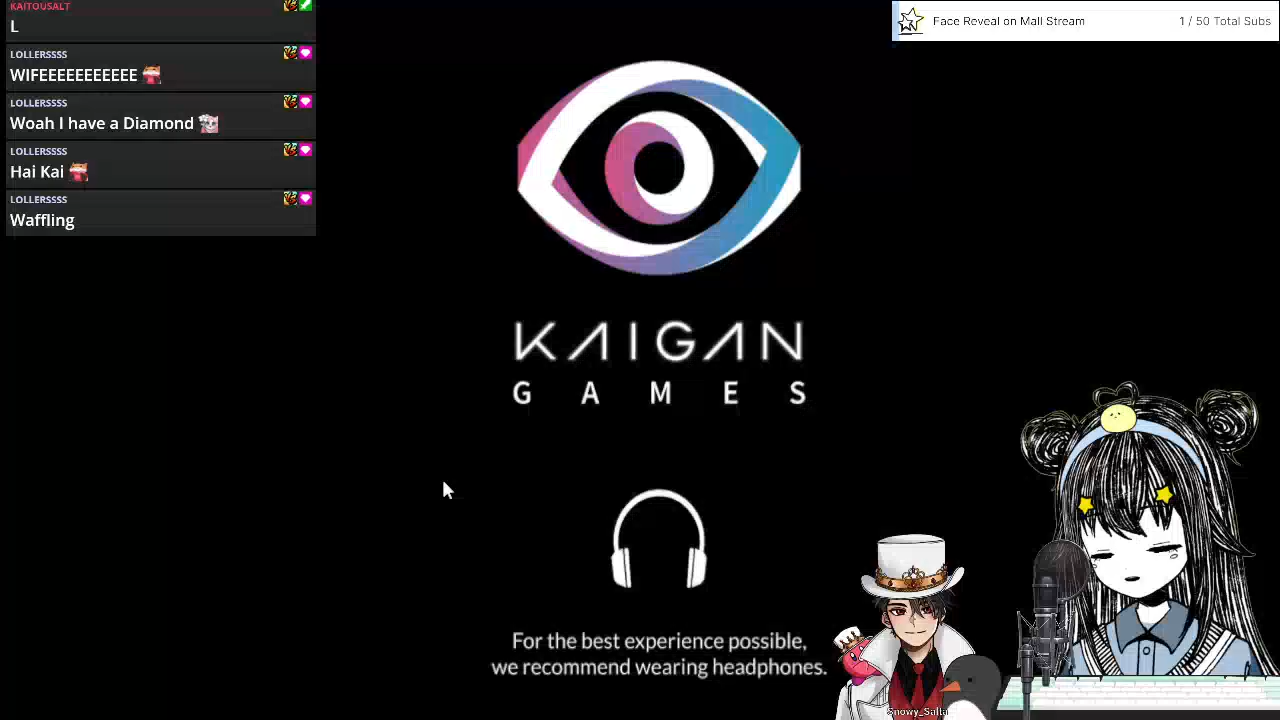 KAITOUSALT
L
LOLLERSSSS
WIFEEEEEEEEEEE
LOLLERSSSS
Woah I have a Diamond
LOLLERSSSS
Hai Kai
LOLLERSSSS
Waffling
Face Reveal on Mall Stream 1 / 50 Total Subs
KAIGAN
GAMES
For the best experience possible,
we recommend wearing headphones.